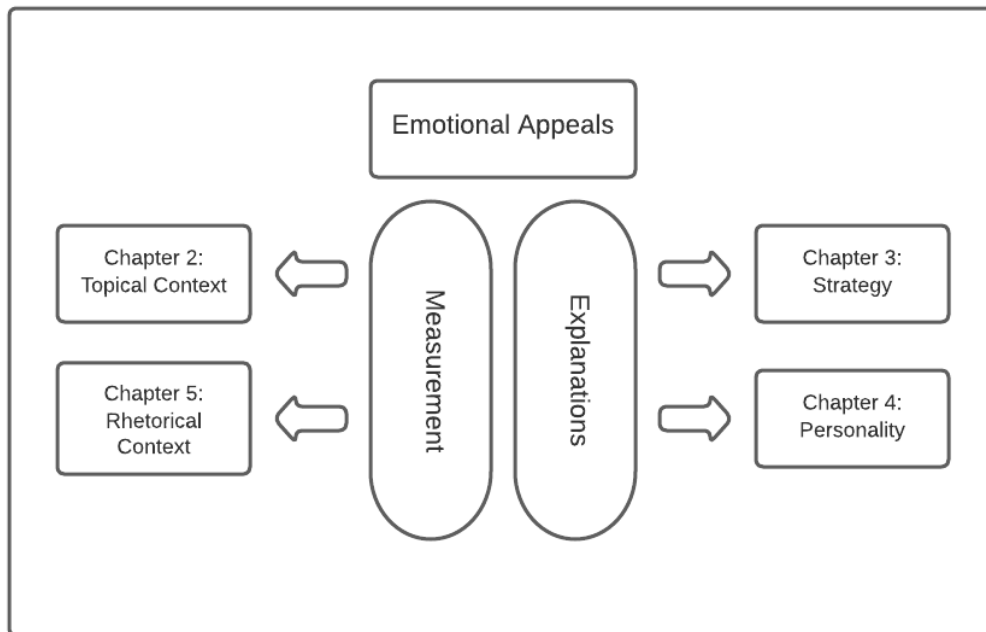 Emotional Appeals
Chapter 2:
Topical Context
Chapter 5:
Rhetorical
Context
Measurement
Explanations
Chapter 3:
Strategy
Chapter 4:
Personality